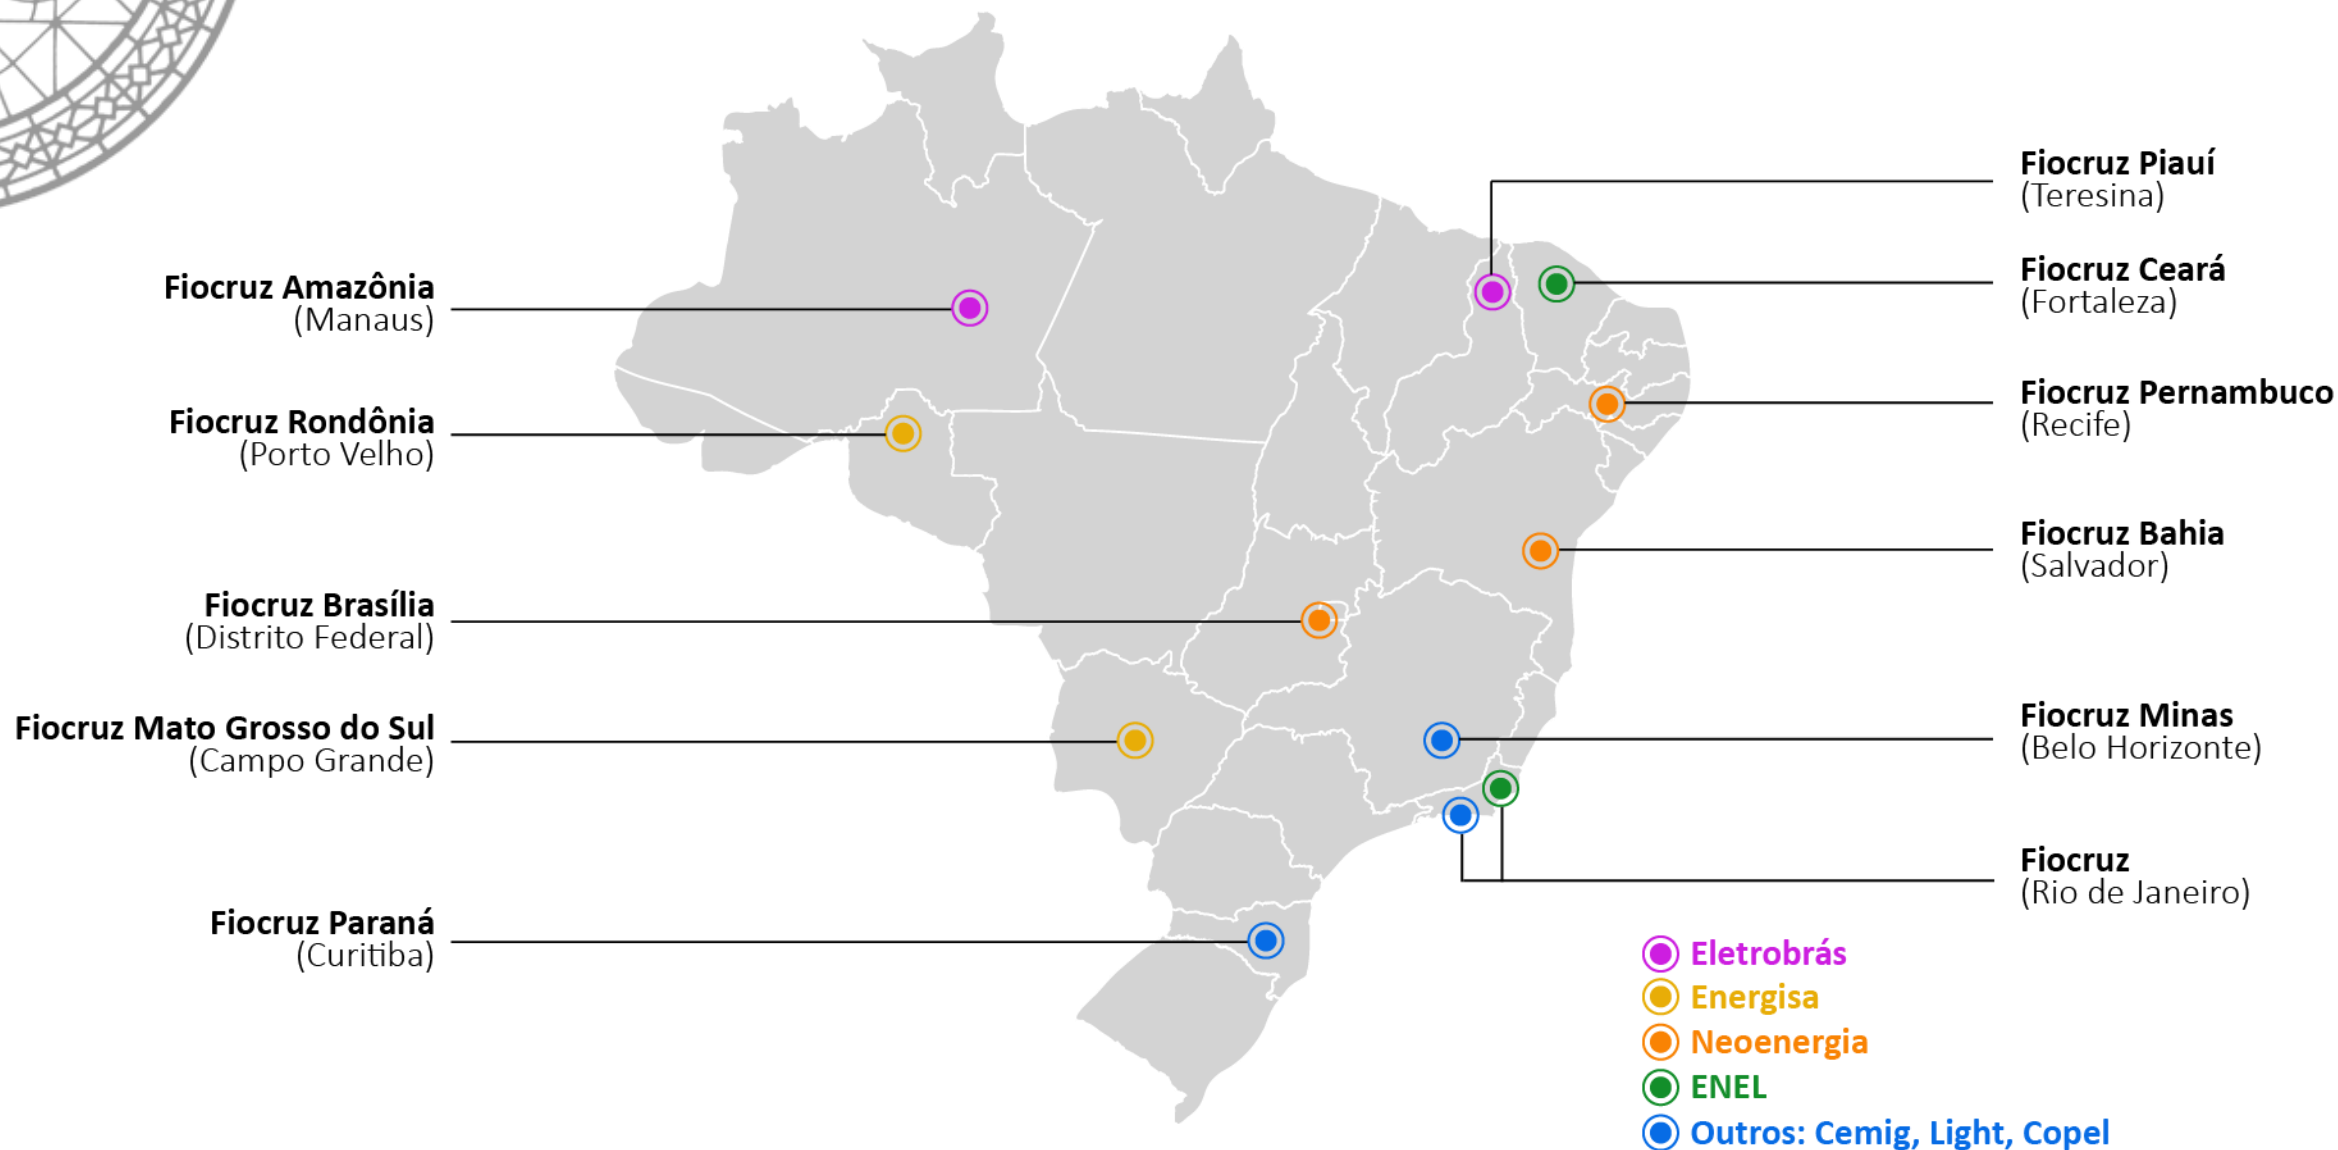 Fiocruz Amazônia
(Manaus)
Fiocruz Rondônia
(Porto Velho)
Fiocruz Brasília
(Distrito Federal)
Fiocruz Mato Grosso do Sul
(Campo Grande)
Fiocruz Paraná
(Curitiba)
Fiocruz Piauí
(Teresina)
Fiocruz Ceará
(Fortaleza)
Fiocruz Pernambuco
(Recife)
Fiocruz Bahia
(Salvador)
Fiocruz Minas
(Belo Horizonte)
Fiocruz
(Rio de Janeiro)
Eletrobrás
Energisa
Neoenergia
ENEL
Outros: Cemig, Light, Copel